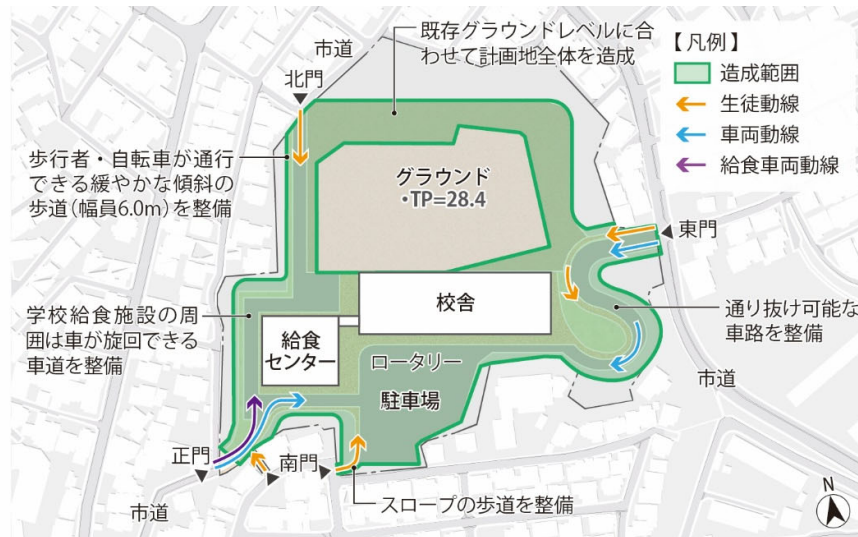 既存グラウンドレベルに合
わせて計画地全体を造成
【凡例】
造成範囲
生徒動線
車両動線
給食車両動線
市道
北門
歩行者・自転車が通行
できる緩やかな傾斜の
歩道(幅員6.0m)を整備
グラウンド
・TP=28.4
東門
校舎
通り抜け可能な
車路を整備
学校給食施設の周
囲は車が旋回できる
車道を整備
給食
センター
ロータリー
駐車場
市道
正門
南門
市道
スロープの歩道を整備
N